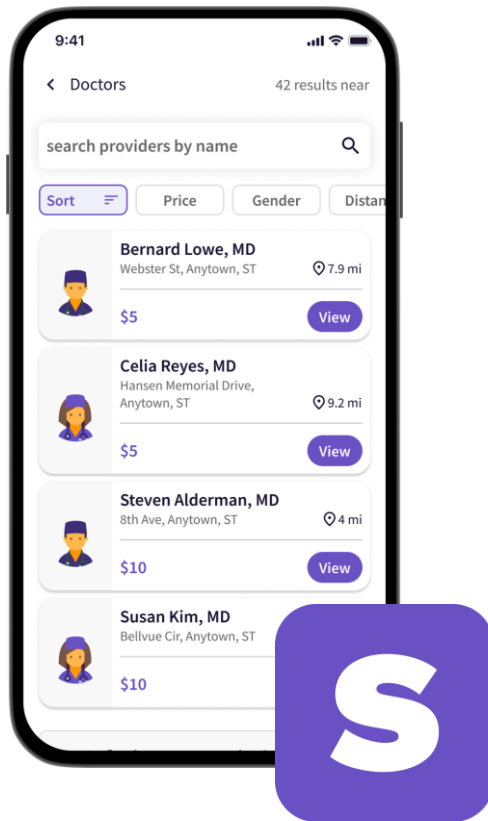 9:41
Doctors
42 results near
search providers by name
Sort
Price
Gender
Distan
Bernard Lowe, MD
Webster St, Anytown, ST
7.9 mi
$5
View
Celia Reyes, MD
Hansen Memorial Drive,
Anytown, ST
9.2 mi
$5
View
Steven Alderman, MD
8th Ave, Anytown, ST
4 mi
$10
View
Susan Kim, MD
Bellvue Cir, Anytown, ST
$10
S